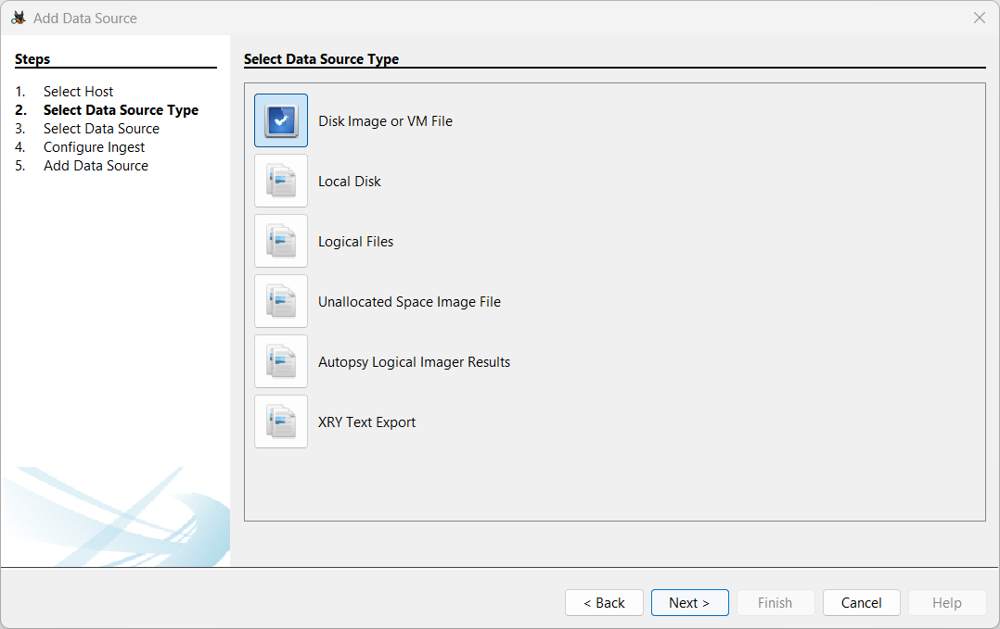 Add Data Source
Steps
1. Select Host
2. Select Data Source Type
3. Select Data Source
4. Configure Ingest
5. Add Data Source
Select Data Source Type
Disk Image or VM File
Local Disk
Logical Files
Unallocated Space Image File
Autopsy Logical Imager Results
XRY Text Export
< Back Next > Finish Cancel Help